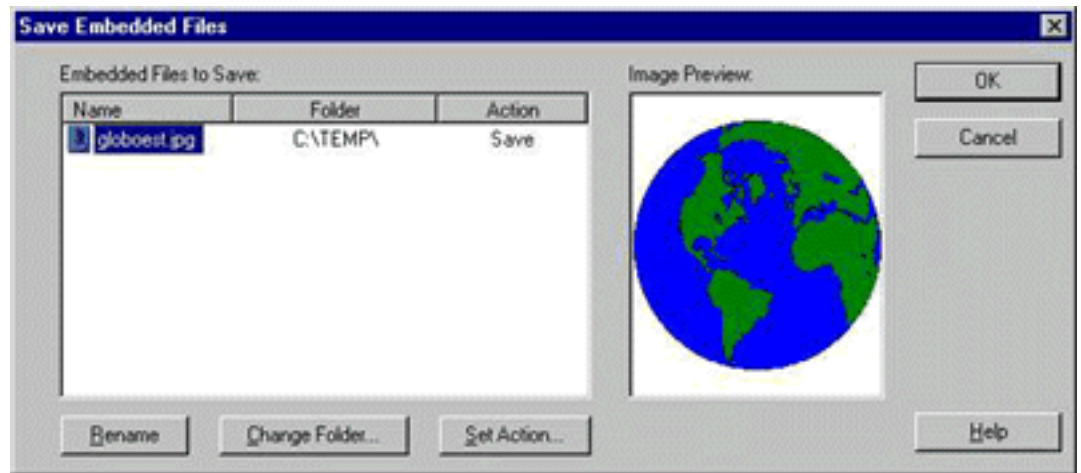 Save Embedded Files
Embedded Files to Save:
Name Folder Action
globoest.jpg C:\TEMP\ Save
Image Preview:
OK
Cancel
Rename Change Folder... Set Action... Help